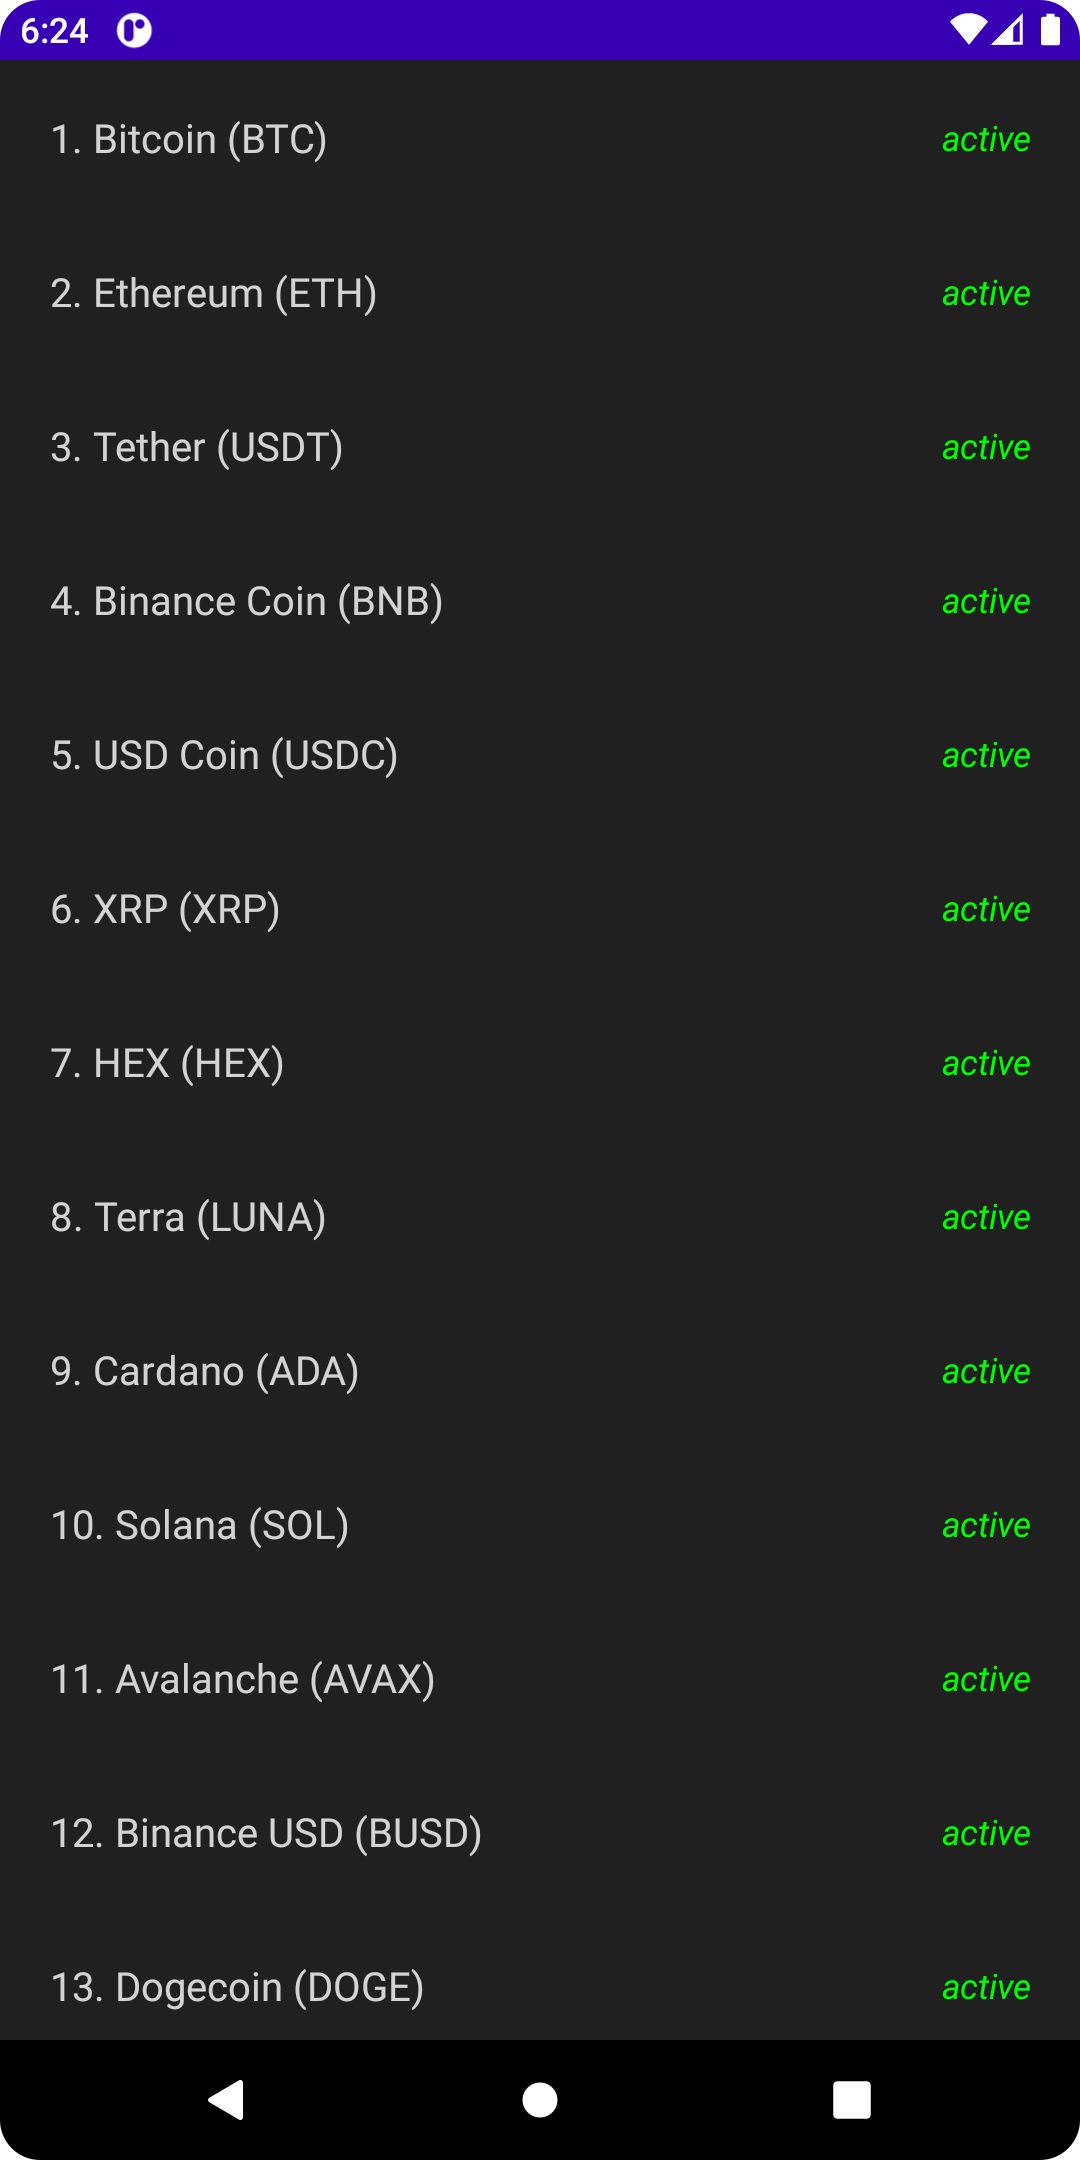 6:24
1. Bitcoin (BTC) active
2. Ethereum (ETH) active
3. Tether (USDT) active
4. Binance Coin (BNB) active
5. USD Coin (USDC) active
6. XRP (XRP) active
7. HEX (HEX) active
8. Terra (LUNA) active
9. Cardano (ADA) active
10. Solana (SOL) active
11. Avalanche (AVAX) active
12. Binance USD (BUSD) active
13. Dogecoin (DOGE) active